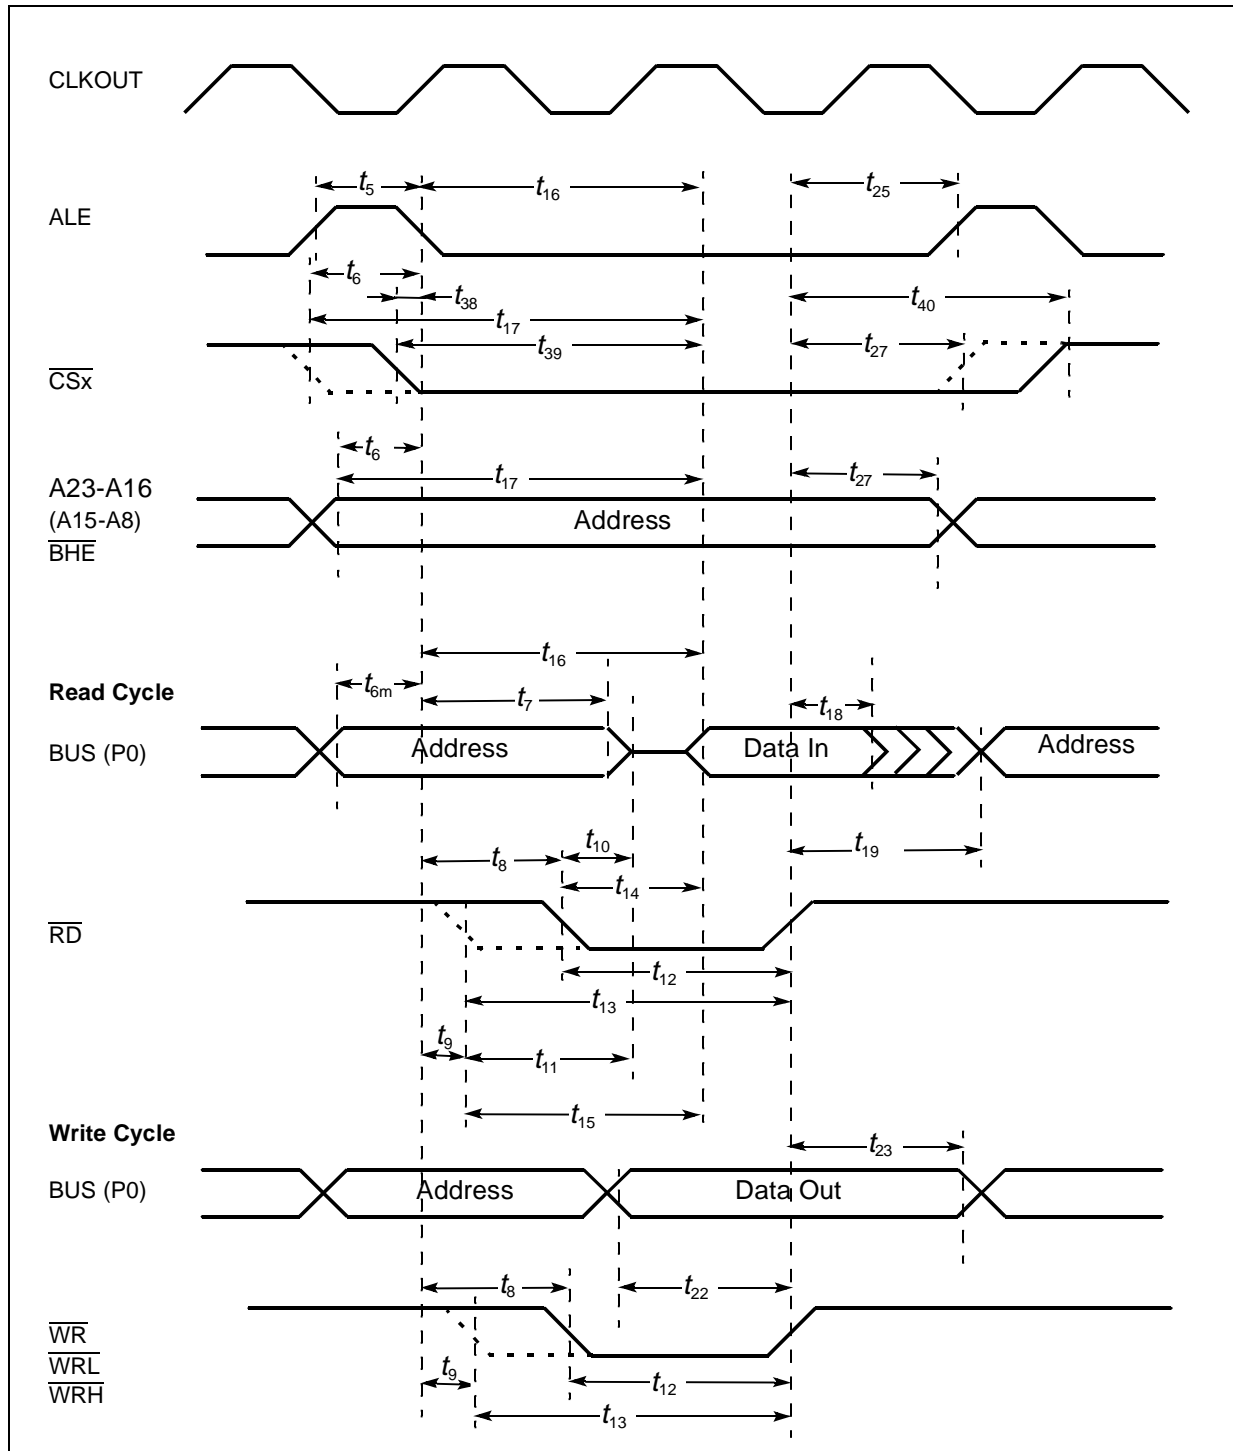 CLKOUT
t5 t16 t25
ALE
t6
t38 t40
t17
t39 t27
CSx
t6
t17 t27
A23-A16
(A15-A8) Address
BHE
t16
Read Cycle t6m t7 t18
BUS (P0) Address Data In Address
t10
t8 t19
t14
RD
t12
t13
t9 t11
t15
Write Cycle
t23
BUS (P0) Address Data Out
t8 t22
WR
WRL
t9 t12
WRH
t13